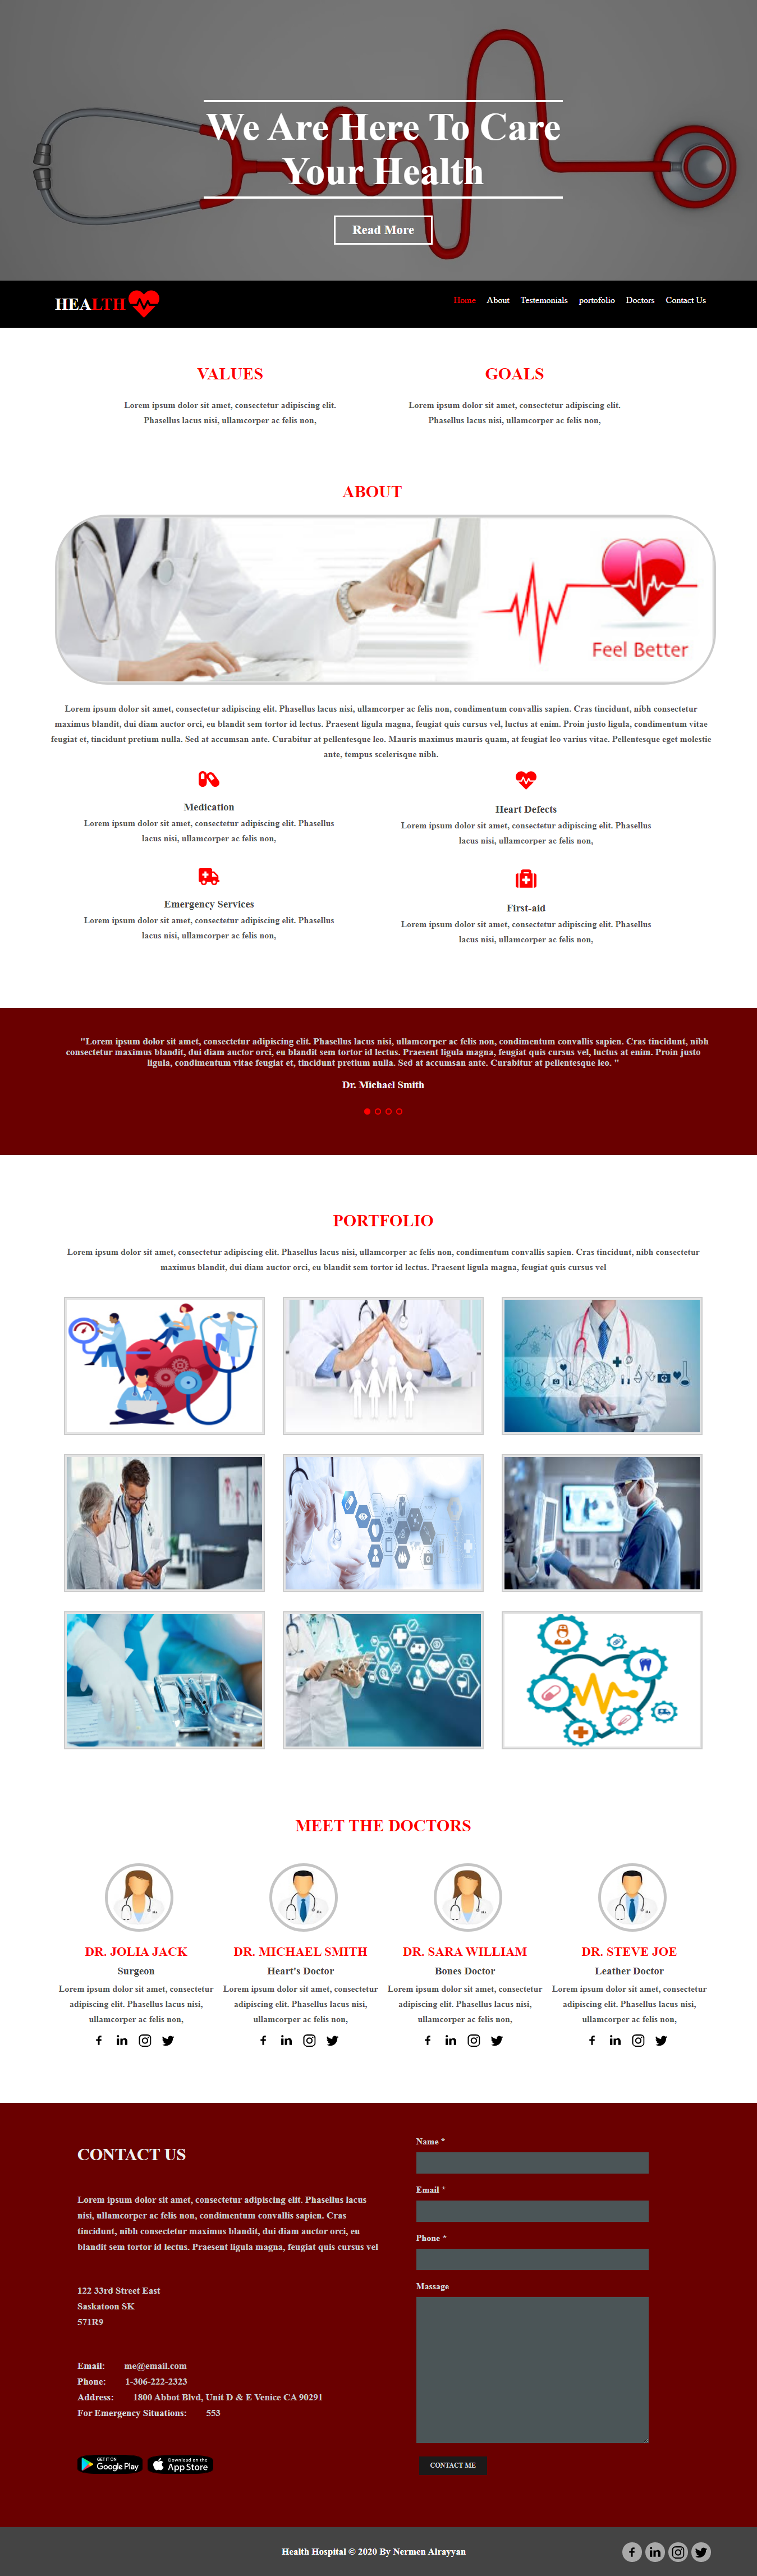 We Are Here To Care
Your Health
Read More
HEALTH
Home About Testemonials portofolio Doctors Contact Us
VALUES
Lorem ipsum dolor sit amet, consectetur adipiscing elit.
Phasellus lacus nisi, ullamcorper ac felis non,
GOALS
Lorem ipsum dolor sit amet, consectetur adipiscing elit.
Phasellus lacus nisi, ullamcorper ac felis non,
ABOUT
Feel Better
Lorem ipsum dolor sit amet, consectetur adipiscing elit. Phasellus lacus nisi, ullamcorper ac felis non, condimentum convallis sapien. Cras tincidunt, nibh consectetur
maximus blandit, dui diam auctor orci, eu blandit sem tortor id lectus. Praesent ligula magna, feugiat quis cursus vel, luctus at enim. Proin justo ligula, condimentum vitae
feugiat et, tincidunt pretium nulla. Sed at accumsan ante. Curabitur at pellentesque leo. Mauris maximus mauris quam, at feugiat leo varius vitae. Pellentesque eget molestie
ante, tempus scelerisque nibh.
Medication
Lorem ipsum dolor sit amet, consectetur adipiscing elit. Phasellus
lacus nisi, ullamcorper ac felis non,
Heart Defects
Lorem ipsum dolor sit amet, consectetur adipiscing elit. Phasellus
lacus nisi, ullamcorper ac felis non,
Emergency Services
Lorem ipsum dolor sit amet, consectetur adipiscing elit. Phasellus
lacus nisi, ullamcorper ac felis non,
First-aid
Lorem ipsum dolor sit amet, consectetur adipiscing elit. Phasellus
lacus nisi, ullamcorper ac felis non,
"Lorem ipsum dolor sit amet, consectetur adipiscing elit. Phasellus lacus nisi, ullamcorper ac felis non, condimentum convallis sapien. Cras tincidunt, nibh
consectetur maximus blandit, dui diam auctor orci, eu blandit sem tortor id lectus. Praesent ligula magna, feugiat quis cursus vel, luctus at enim. Proin justo
ligula, condimentum vitae feugiat et, tincidunt pretium nulla. Sed at accumsan ante. Curabitur at pellentesque leo. "
Dr. Michael Smith
PORTFOLIO
Lorem ipsum dolor sit amet, consectetur adipiscing elit. Phasellus lacus nisi, ullamcorper ac felis non, condimentum convallis sapien. Cras tincidunt, nibh consectetur
maximus blandit, dui diam auctor orci, eu blandit sem tortor id lectus. Praesent ligula magna, feugiat quis cursus vel
MEET THE DOCTORS
DR. JOLIA JACK
Surgeon
Lorem ipsum dolor sit amet, consectetur
adipiscing elit. Phasellus lacus nisi,
ullamcorper ac felis non,
DR. MICHAEL SMITH
Heart's Doctor
Lorem ipsum dolor sit amet, consectetur
adipiscing elit. Phasellus lacus nisi,
ullamcorper ac felis non,
DR. SARA WILLIAM
Bones Doctor
Lorem ipsum dolor sit amet, consectetur
adipiscing elit. Phasellus lacus nisi,
ullamcorper ac felis non,
DR. STEVE JOE
Leather Doctor
Lorem ipsum dolor sit amet, consectetur
adipiscing elit. Phasellus lacus nisi,
ullamcorper ac felis non,
CONTACT US
Lorem ipsum dolor sit amet, consectetur adipiscing elit. Phasellus lacus
nisi, ullamcorper ac felis non, condimentum convallis sapien. Cras
tincidunt, nibh consectetur maximus blandit, dui diam auctor orci, eu
blandit sem tortor id lectus. Praesent ligula magna, feugiat quis cursus vel
122 33rd Street East
Saskatoon SK
571R9
Email: me@email.com
Phone: 1-306-222-2323
Address: 1800 Abbot Blvd, Unit D & E Venice CA 90291
For Emergency Situations: 553
GET IT ON
Google Play
Download on the
App Store
Name *
Email *
Phone *
Massage
CONTACT ME
Health Hospital © 2020 By Nermen Alrayyan